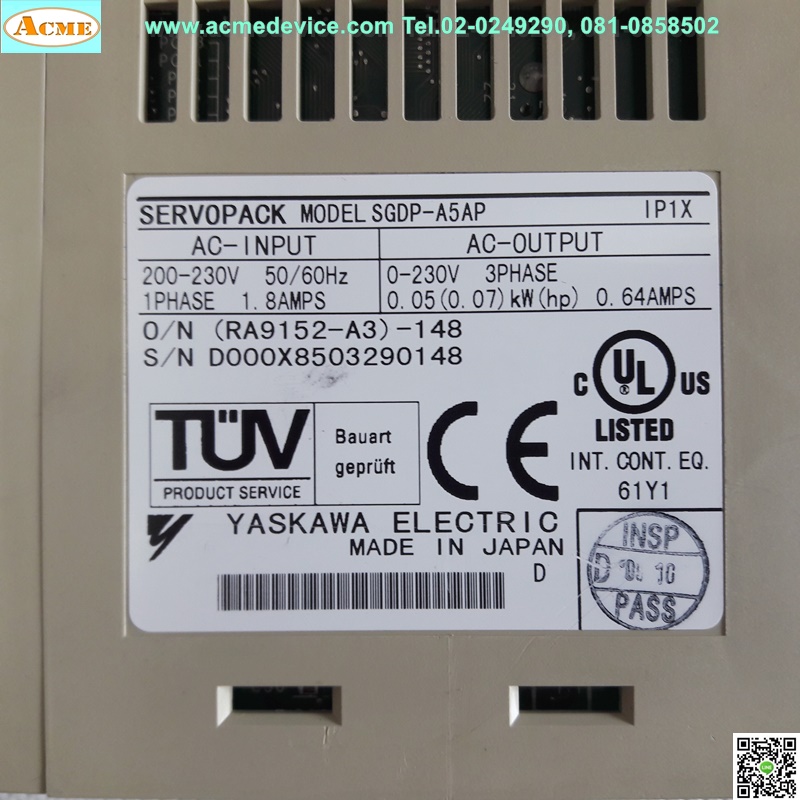 ACME
www.acmedevice.com Tel.02-0249290, 081-0858502
SERVOPACK MODEL SGDP-A5AP IP1X
AC-INPUT AC-OUTPUT
200-230V 50/60Hz 0-230V 3PHASE
1PHASE 1.8AMPS 0.05(0.07)kW(hp) 0.64AMPS
O/N (RA9152-A3)-148
S/N D000X8503290148
C UL ® US
LISTED
INT. CONT. EQ.
61Y1
TÜV
PRODUCT SERVICE
Bauart
geprüft
CE
YASKAWA ELECTRIC
MADE IN JAPAN
D
INSP
D
PASS